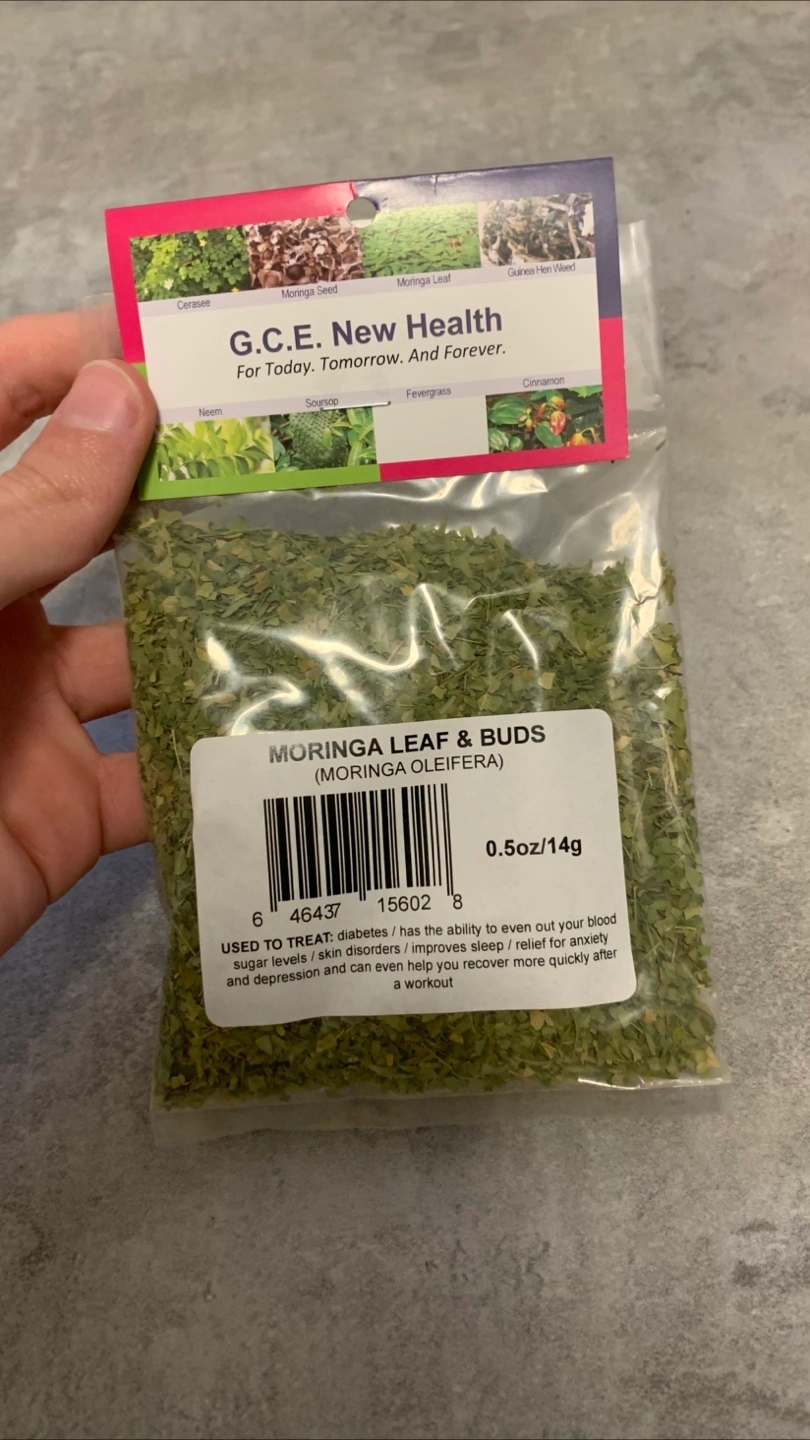 Cerasee Moringa Seed Moringa Leaf Guinea Hen Weed
G.C.E. New Health
For Today. Tomorrow. And Forever.
Neem Soursop Fevergrass Cinnamon
MORINGA LEAF & BUDS
(MORINGA OLEIFERA)
0.5oz/14g
6 46437 15602 8
USED TO TREAT: diabetes / has the ability to even out your blood
sugar levels / skin disorders / improves sleep / relief for anxiety
and depression and can even help you recover more quickly after
a workout